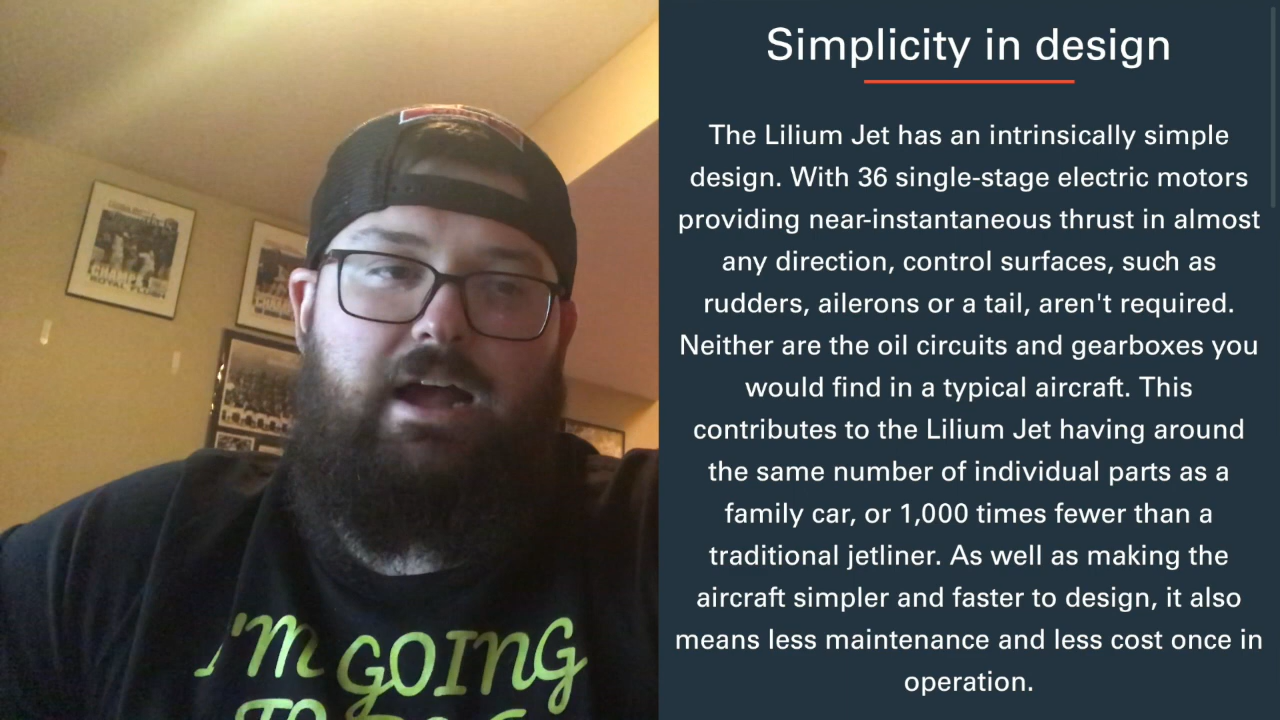 CHAMP
ROYAL FLUSH
CHAM
I'M GOING
TO
Simplicity in design
The Lilium Jet has an intrinsically simple
design. With 36 single-stage electric motors
providing near-instantaneous thrust in almost
any direction, control surfaces, such as
rudders, ailerons or a tail, aren't required.
Neither are the oil circuits and gearboxes you
would find in a typical aircraft. This
contributes to the Lilium Jet having around
the same number of individual parts as a
family car, or 1,000 times fewer than a
traditional jetliner. As well as making the
aircraft simpler and faster to design, it also
means less maintenance and less cost once in
operation.